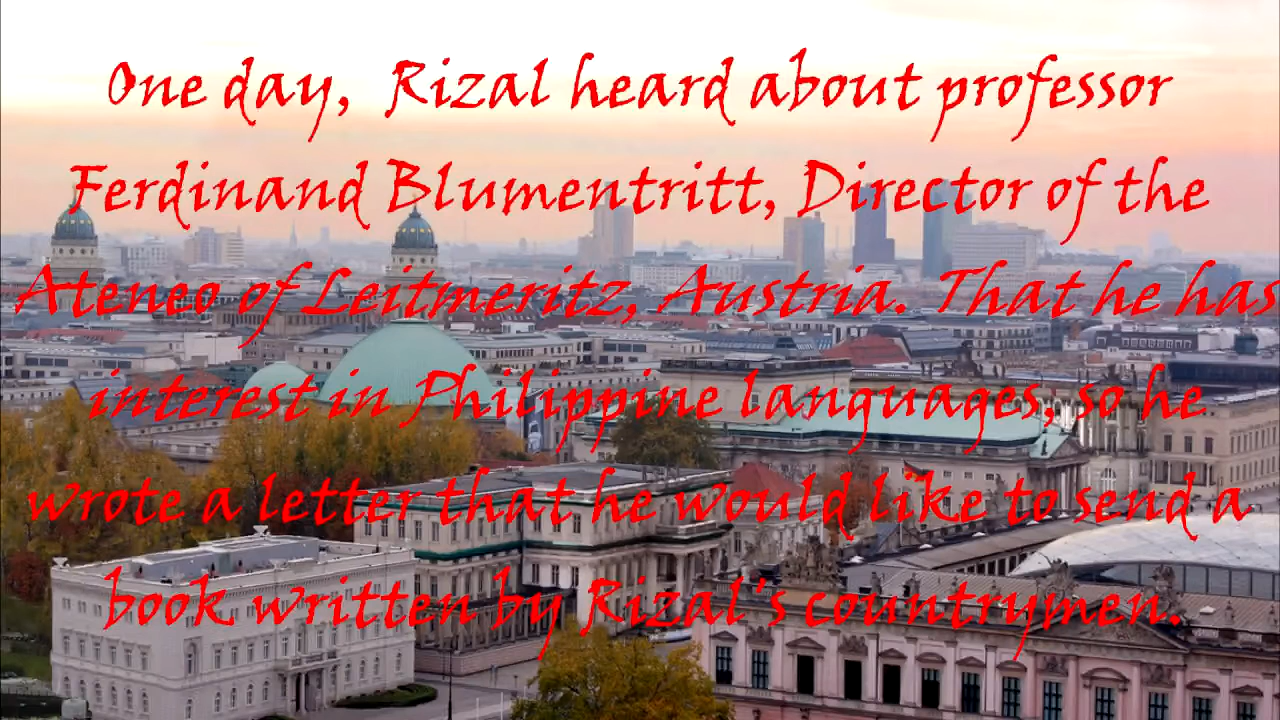 One day, Rizal heard about professor
Ferdinand Blumentritt, Director of the
Ateneo of Leitmeritz, Austria. That he has
interest in Philippine languages, so he
wrote a letter that he would like to send a
book written by Rizal's countrymen.